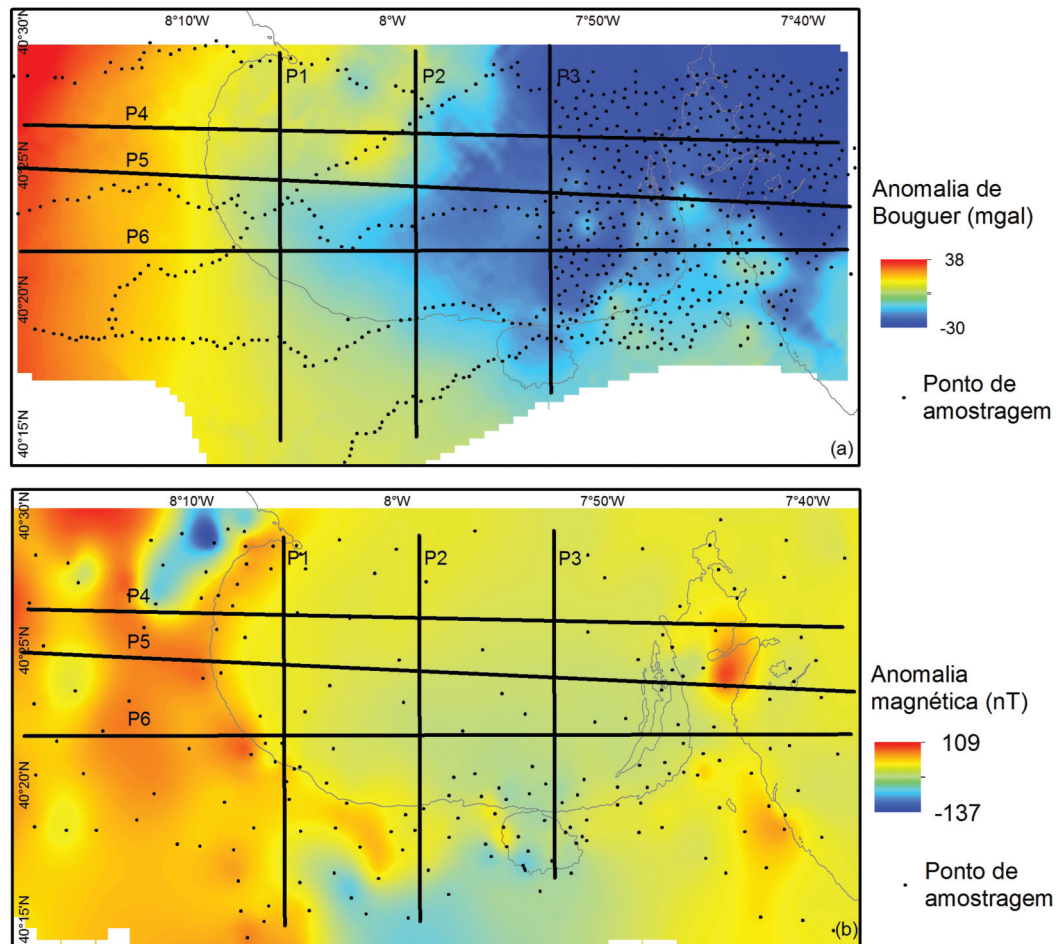 8°10'W 8°W 7°50'W 7°40'W
40°30'N
P1 P2 P3
P4
40°25'N
P5
P6
40°20'N
40°15'N
(a)
Anomalia de
Bouguer (mgal)
38
-30
Ponto de
amostragem
8°10'W 8°W 7°50'W 7°40'W
40°30'N
P1 P2 P3
P4
40°25'N
P5
P6
40°20'N
40°15'N
(b)
Anomalia
magnética (nT)
109
-137
Ponto de
amostragem